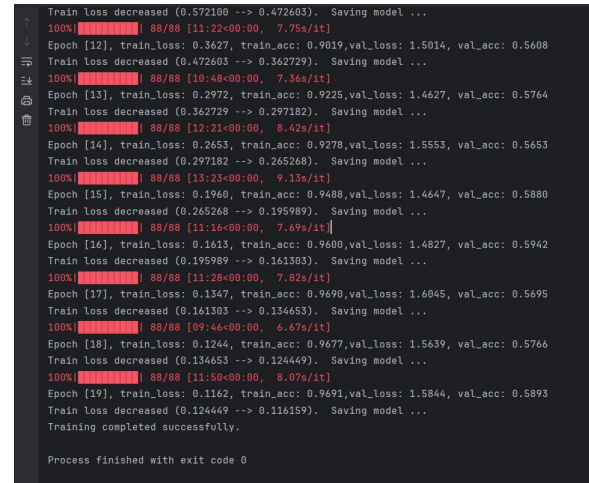 Train loss decreased (0.572100 --> 0.472603).  Saving model ...
100%|██████████| 88/88 [11:22<00:00,  7.75s/it]
Epoch [12], train_loss: 0.3627, train_acc: 0.9019,val_loss: 1.5014, val_acc: 0.5608
Train loss decreased (0.472603 --> 0.362729).  Saving model ...
100%|██████████| 88/88 [10:48<00:00,  7.36s/it]
Epoch [13], train_loss: 0.2972, train_acc: 0.9225,val_loss: 1.4627, val_acc: 0.5764
Train loss decreased (0.362729 --> 0.297182).  Saving model ...
100%|██████████| 88/88 [12:21<00:00,  8.42s/it]
Epoch [14], train_loss: 0.2653, train_acc: 0.9278,val_loss: 1.5553, val_acc: 0.5653
Train loss decreased (0.297182 --> 0.265268).  Saving model ...
100%|██████████| 88/88 [13:23<00:00,  9.13s/it]
Epoch [15], train_loss: 0.1960, train_acc: 0.9488,val_loss: 1.4647, val_acc: 0.5880
Train loss decreased (0.265268 --> 0.195989).  Saving model ...
100%|██████████| 88/88 [11:16<00:00,  7.69s/it]
Epoch [16], train_loss: 0.1613, train_acc: 0.9600,val_loss: 1.4827, val_acc: 0.5942
Train loss decreased (0.195989 --> 0.161303).  Saving model ...
100%|██████████| 88/88 [11:28<00:00,  7.82s/it]
Epoch [17], train_loss: 0.1347, train_acc: 0.9690,val_loss: 1.6045, val_acc: 0.5695
Train loss decreased (0.161303 --> 0.134653).  Saving model ...
100%|██████████| 88/88 [09:46<00:00,  6.67s/it]
Epoch [18], train_loss: 0.1244, train_acc: 0.9677,val_loss: 1.5639, val_acc: 0.5766
Train loss decreased (0.134653 --> 0.124449).  Saving model ...
100%|██████████| 88/88 [11:50<00:00,  8.07s/it]
Epoch [19], train_loss: 0.1162, train_acc: 0.9691,val_loss: 1.5844, val_acc: 0.5893
Train loss decreased (0.124449 --> 0.116159).  Saving model ...
Training completed successfully.
Process finished with exit code 0